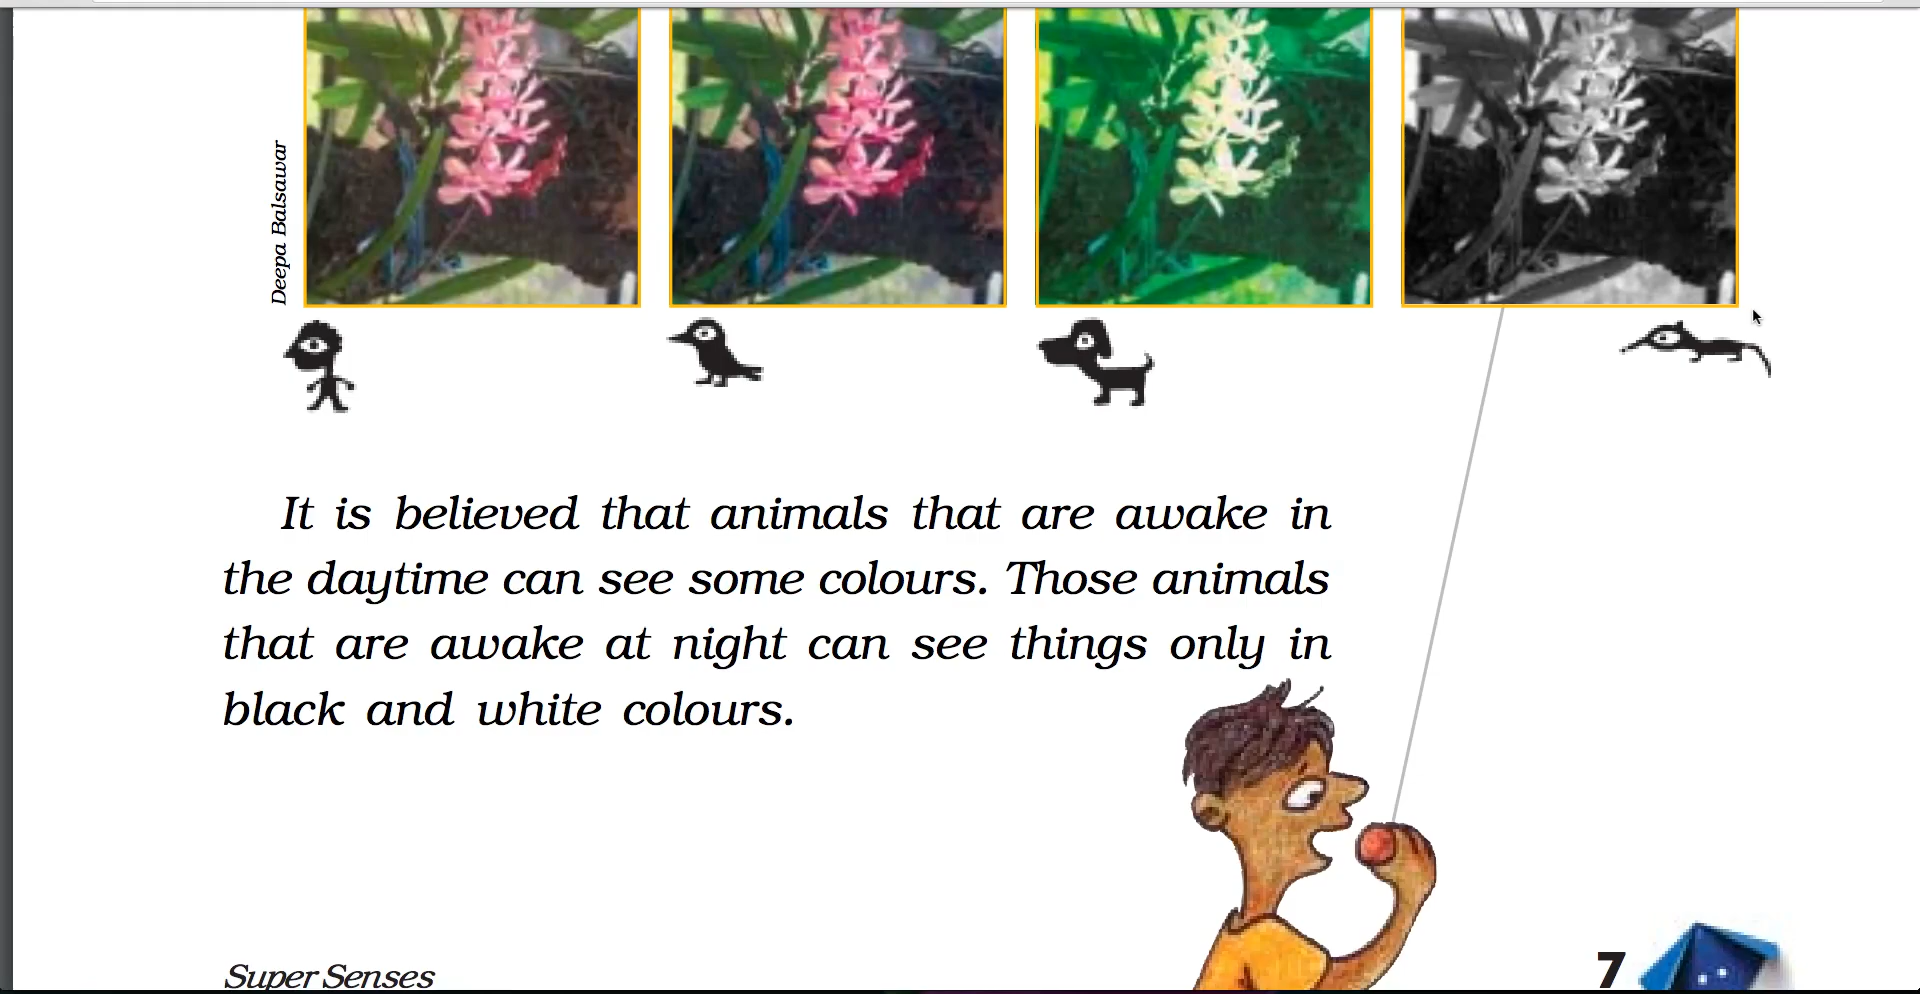 Deepa Balsawar
It is believed that animals that are awake in
the daytime can see some colours. Those animals
that are awake at night can see things only in
black and white colours.
Super Senses
7